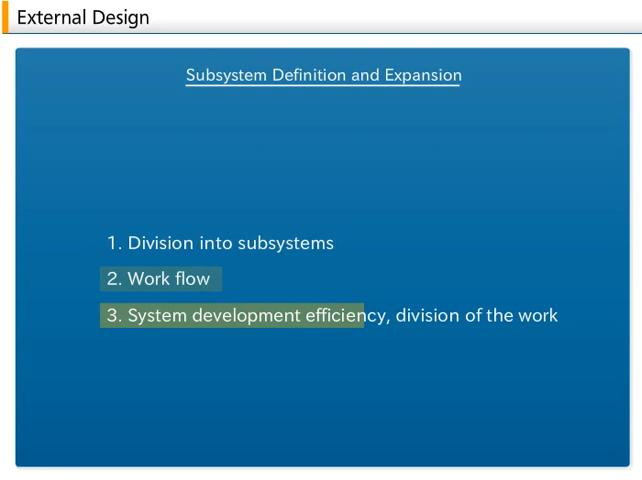 External Design
Subsystem Definition and Expansion
1. Division into subsystems
2. Work flow
3. System development efficiency, division of the work